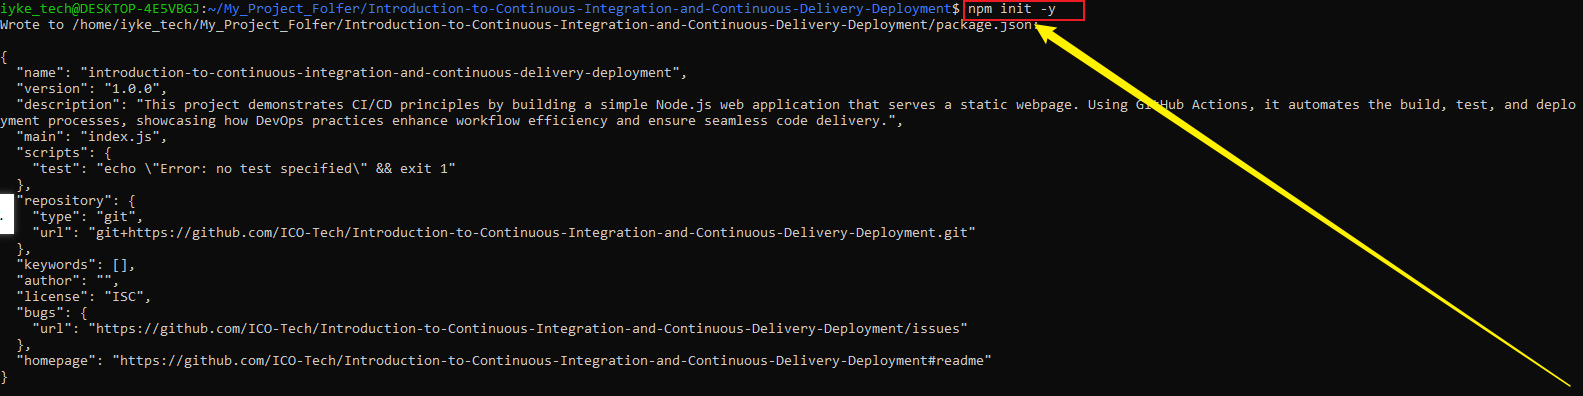 iyke_tech@DESKTOP-4E5VBGJ:~/My_Project_Folfer/Introduction-to-Continuous-Integration-and-Continuous-Delivery-Deployment$ npm init -y
Wrote to /home/iyke_tech/My_Project_Folfer/Introduction-to-Continuous-Integration-and-Continuous-Delivery-Deployment/package.json:
{
  "name": "introduction-to-continuous-integration-and-continuous-delivery-deployment",
  "version": "1.0.0",
  "description": "This project demonstrates CI/CD principles by building a simple Node.js web application that serves a static webpage. Using GitHub Actions, it automates the build, test, and deplo
yment processes, showcasing how DevOps practices enhance workflow efficiency and ensure seamless code delivery.",
  "main": "index.js",
  "scripts": {
    "test": "echo \"Error: no test specified\" && exit 1"
  },
  "repository": {
    "type": "git",
    "url": "git+https://github.com/ICO-Tech/Introduction-to-Continuous-Integration-and-Continuous-Delivery-Deployment.git"
  },
  "keywords": [],
  "author": "",
  "license": "ISC",
  "bugs": {
    "url": "https://github.com/ICO-Tech/Introduction-to-Continuous-Integration-and-Continuous-Delivery-Deployment/issues"
  },
  "homepage": "https://github.com/ICO-Tech/Introduction-to-Continuous-Integration-and-Continuous-Delivery-Deployment#readme"
}